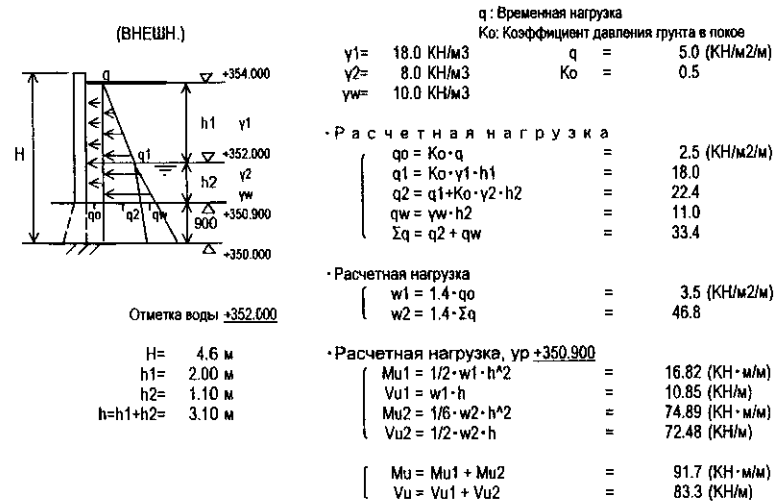 q : Временная нагрузка
Ko: Коэффициент давления грунта в покое
(ВНЕШН.)
γ1= 18.0 КН/м3 q = 5.0 (КН/м2/м)
γ2= 8.0 КН/м3 Ko = 0.5
γw= 10.0 КН/м3
q
+354.000
h1 γ1
H
q1
+352.000
h2 γ2
γw
qo q2 qw
+350.900
900
+350.000
· Расчетная нагрузка
qo = Ko·q = 2.5 (КН/м2/м)
q1 = Ko·γ1·h1 = 18.0
q2 = q1+Ko·γ2·h2 = 22.4
qw = γw·h2 = 11.0
Σq = q2 + qw = 33.4
· Расчетная нагрузка
w1 = 1.4·qo = 3.5 (КН/м2/м)
w2 = 1.4·Σq = 46.8
Отметка воды +352.000
H= 4.6 м
h1= 2.00 м
h2= 1.10 м
h=h1+h2= 3.10 м
· Расчетная нагрузка, ур +350.900
Mu1 = 1/2·w1·h^2 = 16.82 (КН·м/м)
Vu1 = w1·h = 10.85 (КН/м)
Mu2 = 1/6·w2·h^2 = 74.89 (КН·м/м)
Vu2 = 1/2·w2·h = 72.48 (КН/м)
Mu = Mu1 + Mu2 = 91.7 (КН·м/м)
Vu = Vu1 + Vu2 = 83.3 (КН/м)